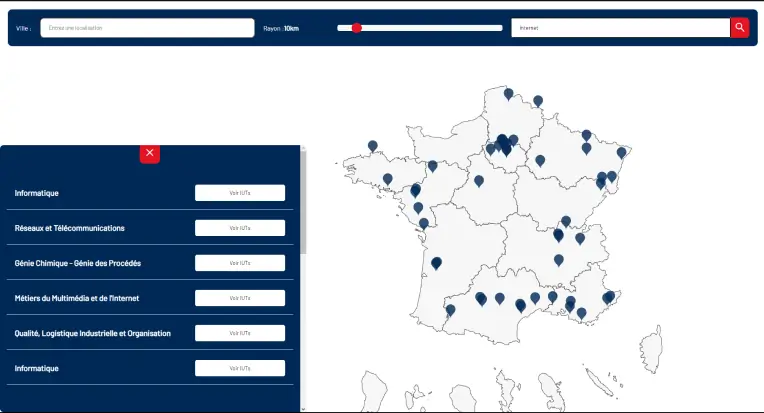 Ville :
Entrez une localisation
Rayon : 10km
internet
Informatique
Voir IUTs
Réseaux et Télécommunications
Voir IUTs
Génie Chimique - Génie des Procédés
Voir IUTs
Métiers du Multimédia et de l'Internet
Voir IUTs
Qualité, Logistique Industrielle et Organisation
Voir IUTs
Informatique
Voir IUTs